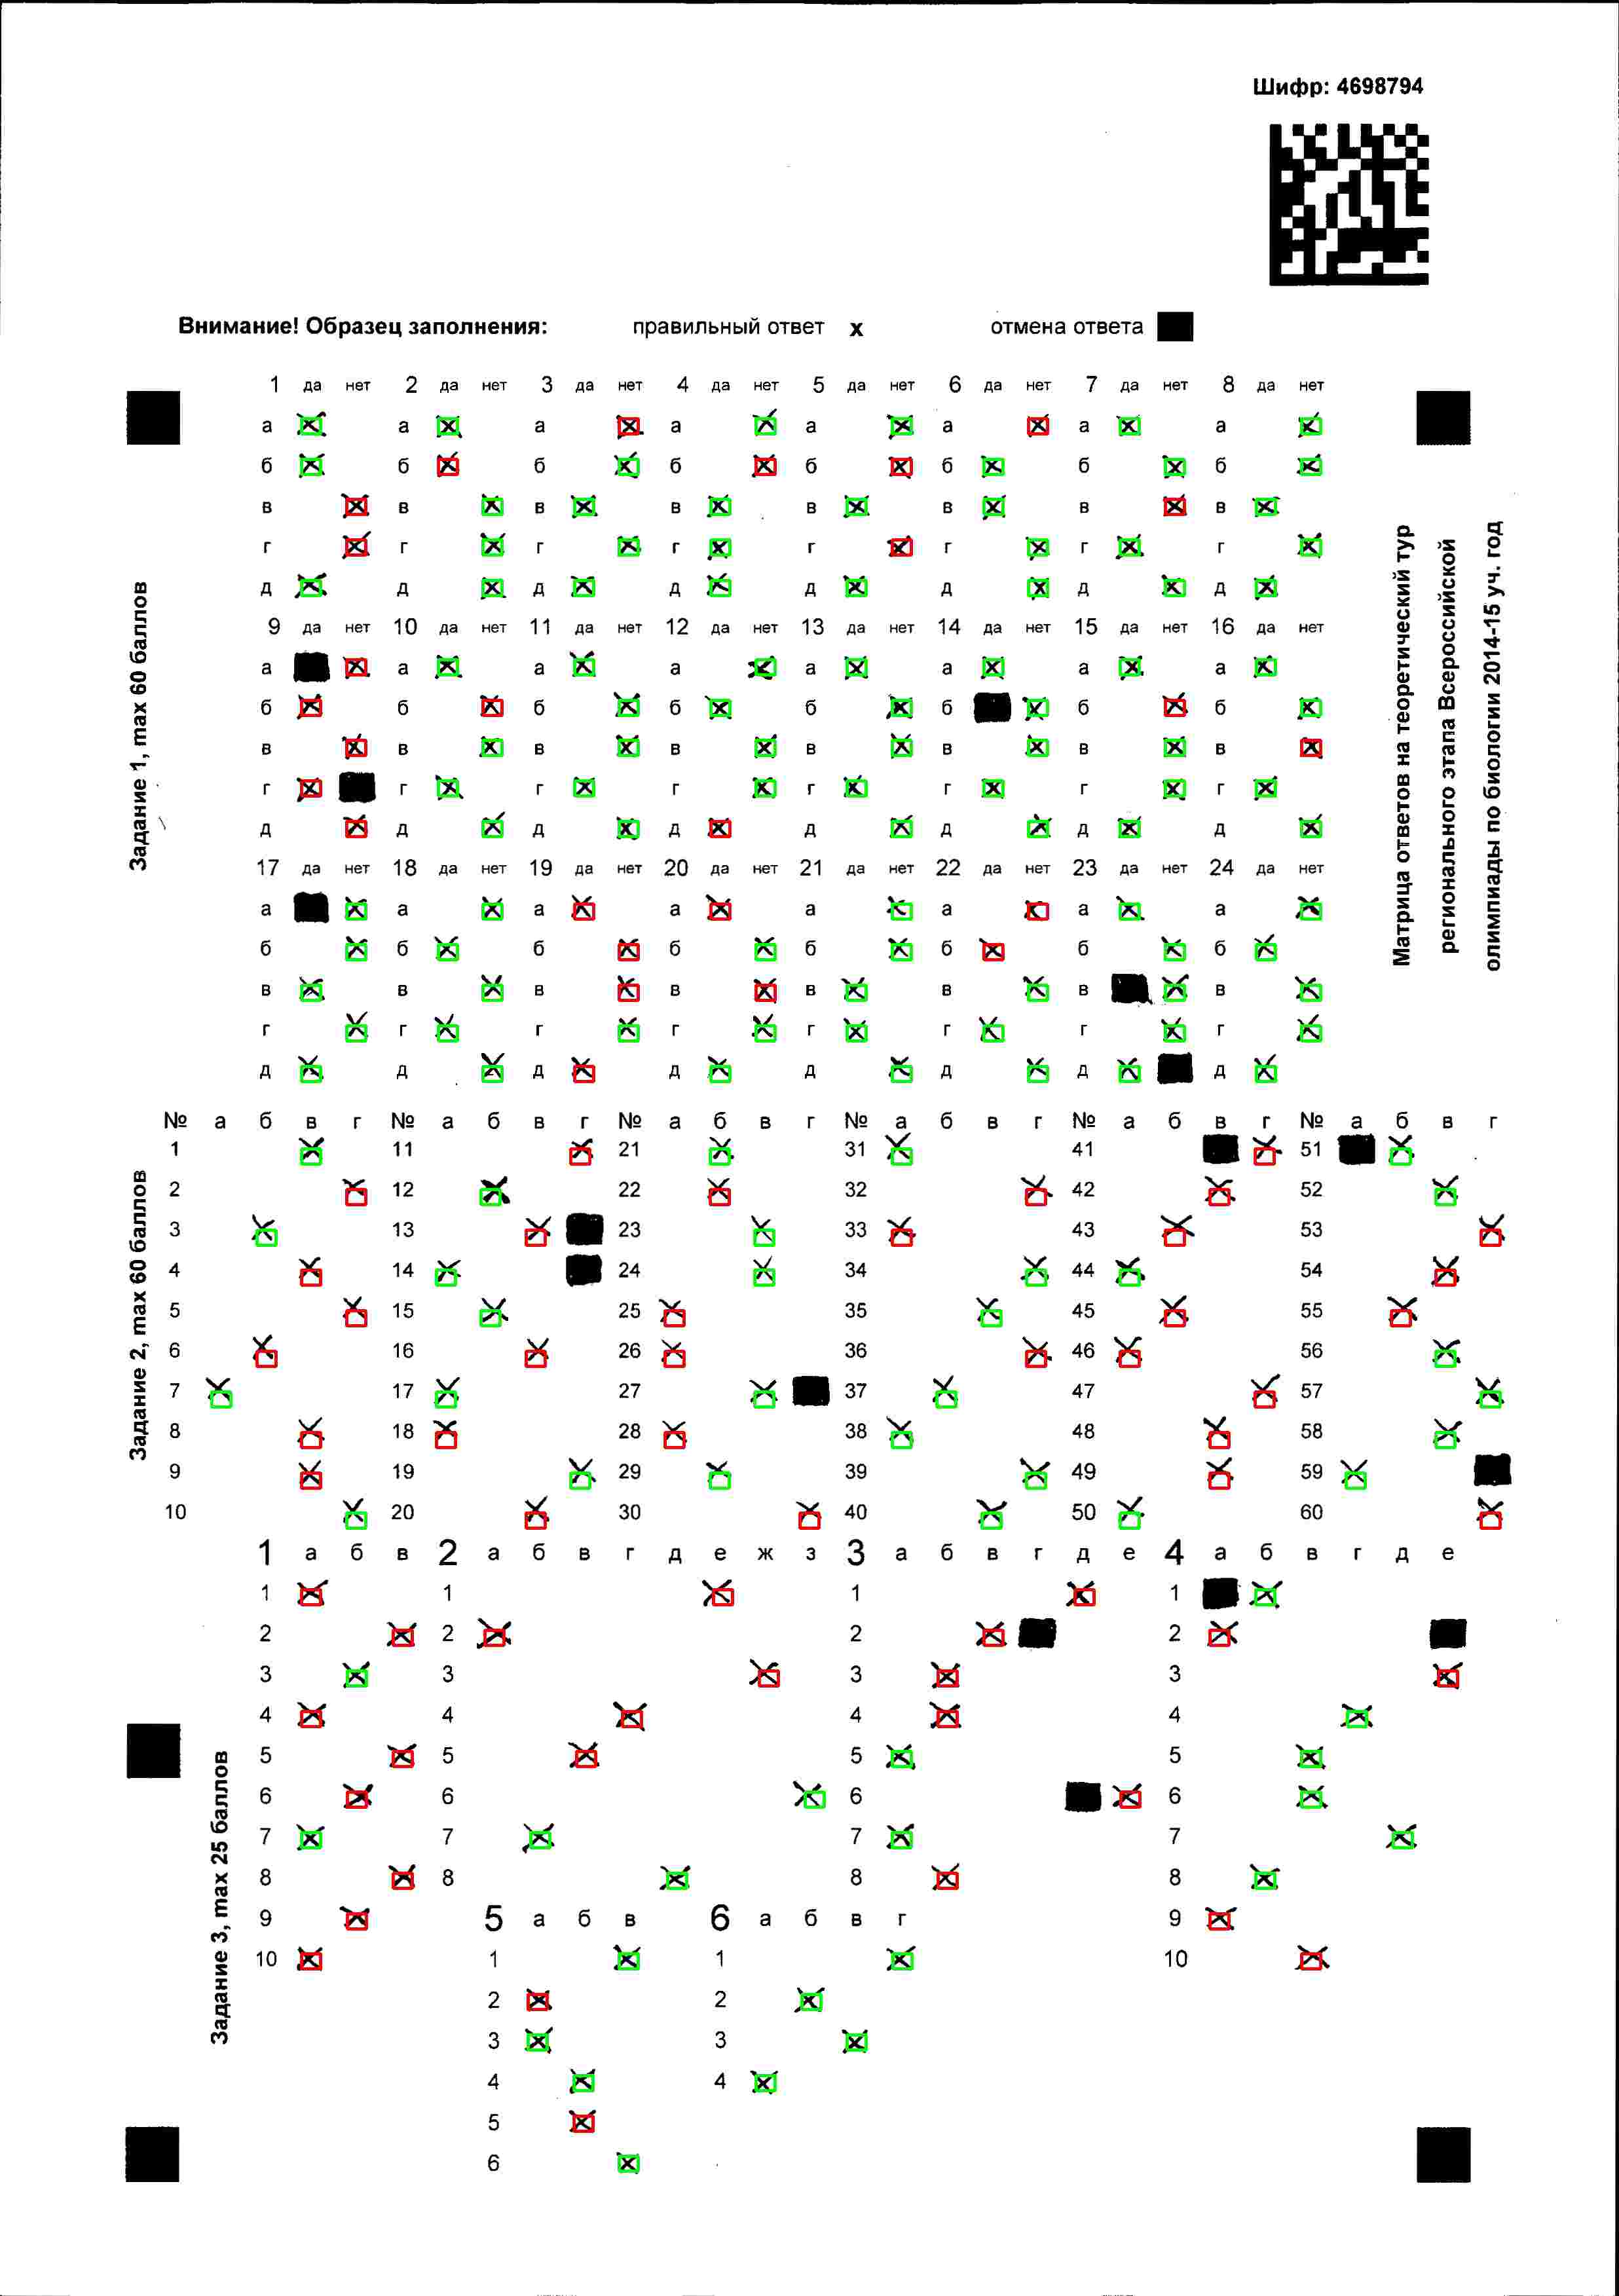 Шифр: 4698794
Внимание! Образец заполнения: правильный ответ x отмена ответа
Задание 1, max 60 баллов
1 да нет 2 да нет 3 да нет 4 да нет 5 да нет 6 да нет 7 да нет 8 да нет
а а а а а а а а
б б б б б б б б
в в в в в в в в
г г г г г г г г
д д д д д д д д
9 да нет 10 да нет 11 да нет 12 да нет 13 да нет 14 да нет 15 да нет 16 да нет
а а а а а а а а
б б б б б б б б
в в в в в в в в
г г г г г г г г
д д д д д д д д
17 да нет 18 да нет 19 да нет 20 да нет 21 да нет 22 да нет 23 да нет 24 да нет
а а а а а а а а
б б б б б б б б
в в в в в в в в
г г г г г г г г
д д д д д д д д
Матрица ответов на теоретический тур
регионального этапа Всероссийской
олимпиады по биологии 2014-15 уч. год
Задание 2, max 60 баллов
№ а б в г № а б в г № а б в г № а б в г № а б в г № а б в г
1 11 21 31 41 51
2 12 22 32 42 52
3 13 23 33 43 53
4 14 24 34 44 54
5 15 25 35 45 55
6 16 26 36 46 56
7 17 27 37 47 57
8 18 28 38 48 58
9 19 29 39 49 59
10 20 30 40 50 60
Задание 3, max 25 баллов
1 а б в 2 а б в г д е ж з 3 а б в г д е 4 а б в г д е
1 1 1 1
2 2 2 2
3 3 3 3
4 4 4 4
5 5 5 5
6 6 6 6
7 7 7 7
8 8 8 8
9 5 а б в 6 а б в г 9
10 1 1 10
2 2
3 3
4 4
5
6